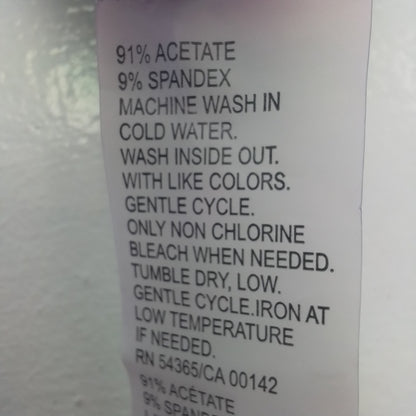 91% ACETATE
9% SPANDEX
MACHINE WASH IN
COLD WATER.
WASH INSIDE OUT.
WITH LIKE COLORS.
GENTLE CYCLE.
ONLY NON CHLORINE
BLEACH WHEN NEEDED.
TUMBLE DRY, LOW.
GENTLE CYCLE.IRON AT
LOW TEMPERATURE
IF NEEDED.
RN 54365/CA 00142
91% ACÉTATE
9%